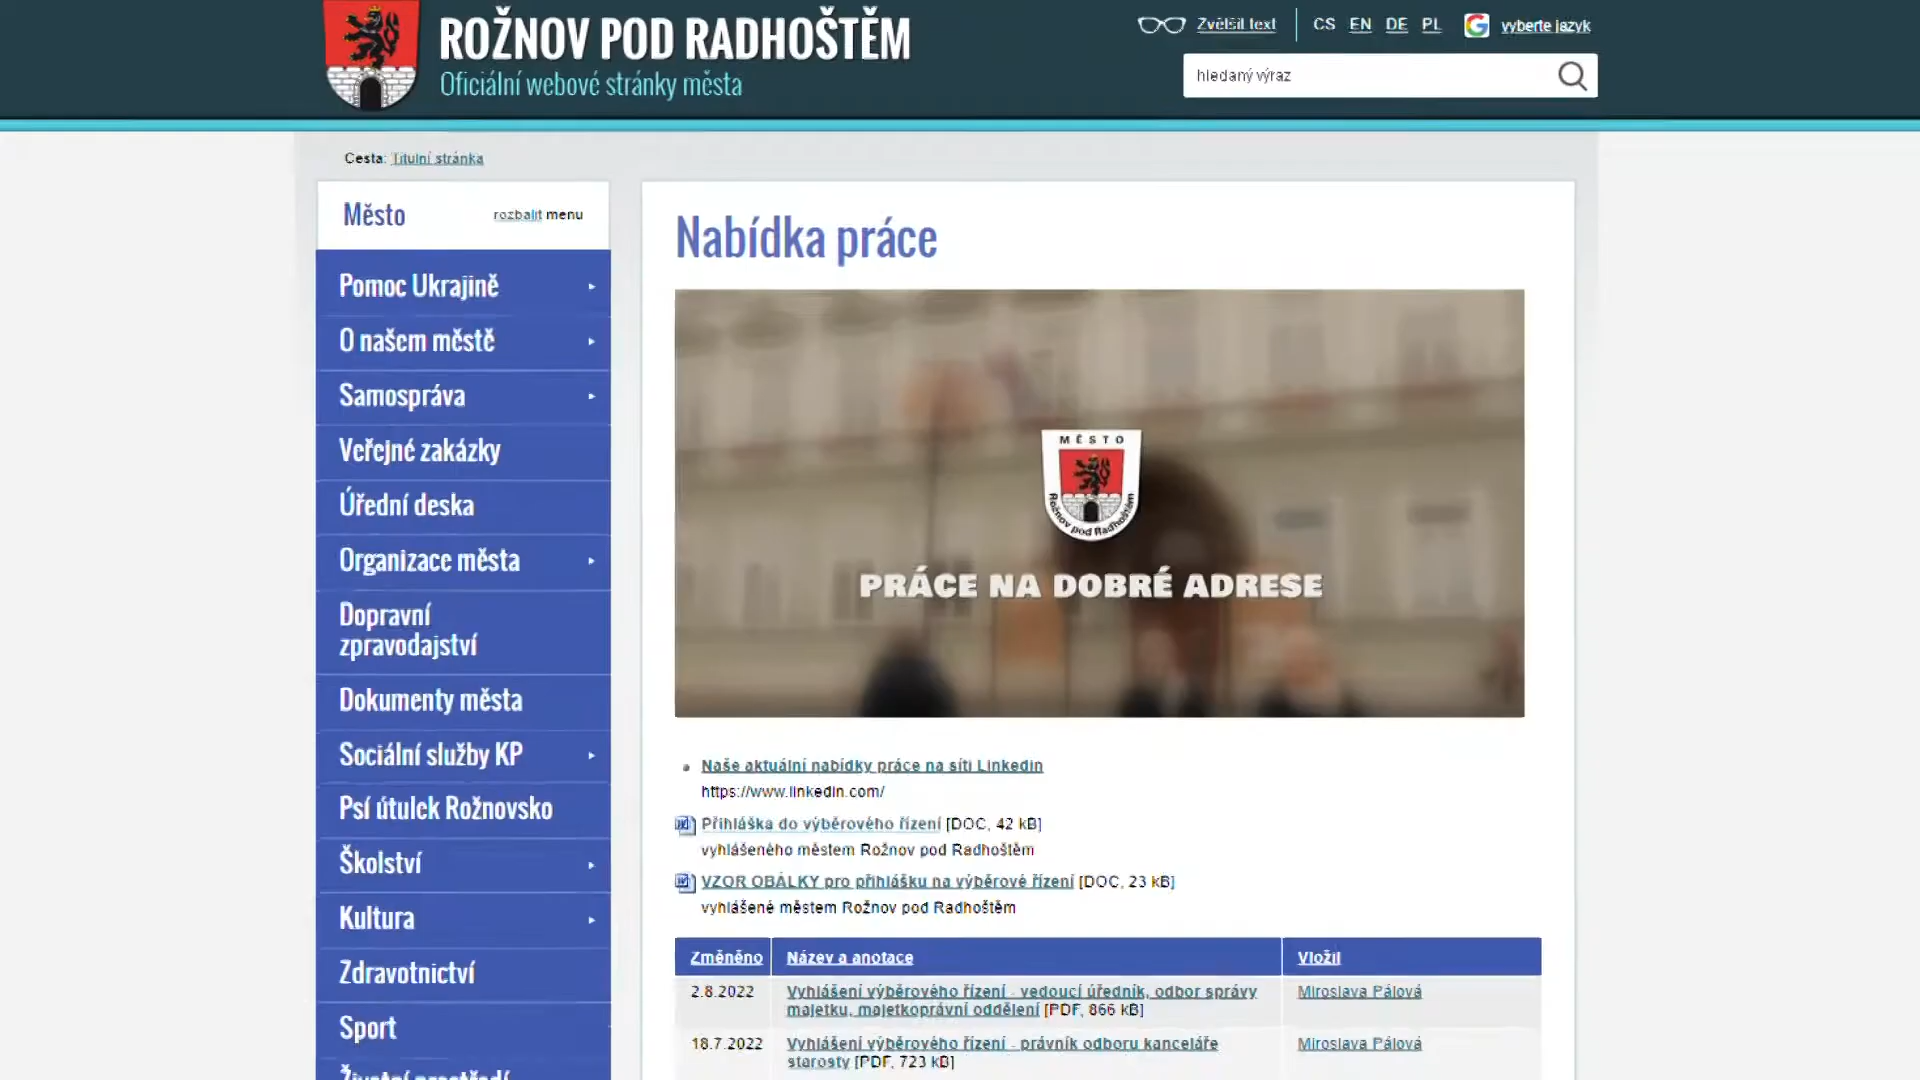 ROŽNOV POD RADHOŠTĚM
Oficiální webové stránky města
Zvětšit text
CS EN DE PL
vyberte jazyk
hledaný výraz
Cesta: Titulní stránka
Město
rozbalit menu
Pomoc Ukrajině
O našem městě
Samospráva
Veřejné zakázky
Úřední deska
Organizace města
Dopravní
zpravodajství
Dokumenty města
Sociální služby KP
Psí útulek Rožnovsko
Školství
Kultura
Zdravotnictví
Sport
Životní prostředí
Nabídka práce
MĚSTO
Rožnov pod Radhoštěm
PRÁCE NA DOBRÉ ADRESE
Naše aktuální nabídky práce na síti Linkedin
https://www.linkedin.com/
Přihláška do výběrového řízení [DOC, 42 kB]
vyhlášeného městem Rožnov pod Radhoštěm
VZOR OBÁLKY pro přihlášku na výběrové řízení [DOC, 23 kB]
vyhlášené městem Rožnov pod Radhoštěm
Změněno Název a anotace Vložil
2.8.2022 Vyhlášení výběrového řízení - vedoucí úředník, odbor správy Miroslava Pálová
majetku, majetkoprávní oddělení [PDF, 866 kB]
18.7.2022 Vyhlášení výběrového řízení - právník odboru kanceláře Miroslava Pálová
starosty [PDF, 723 kB]